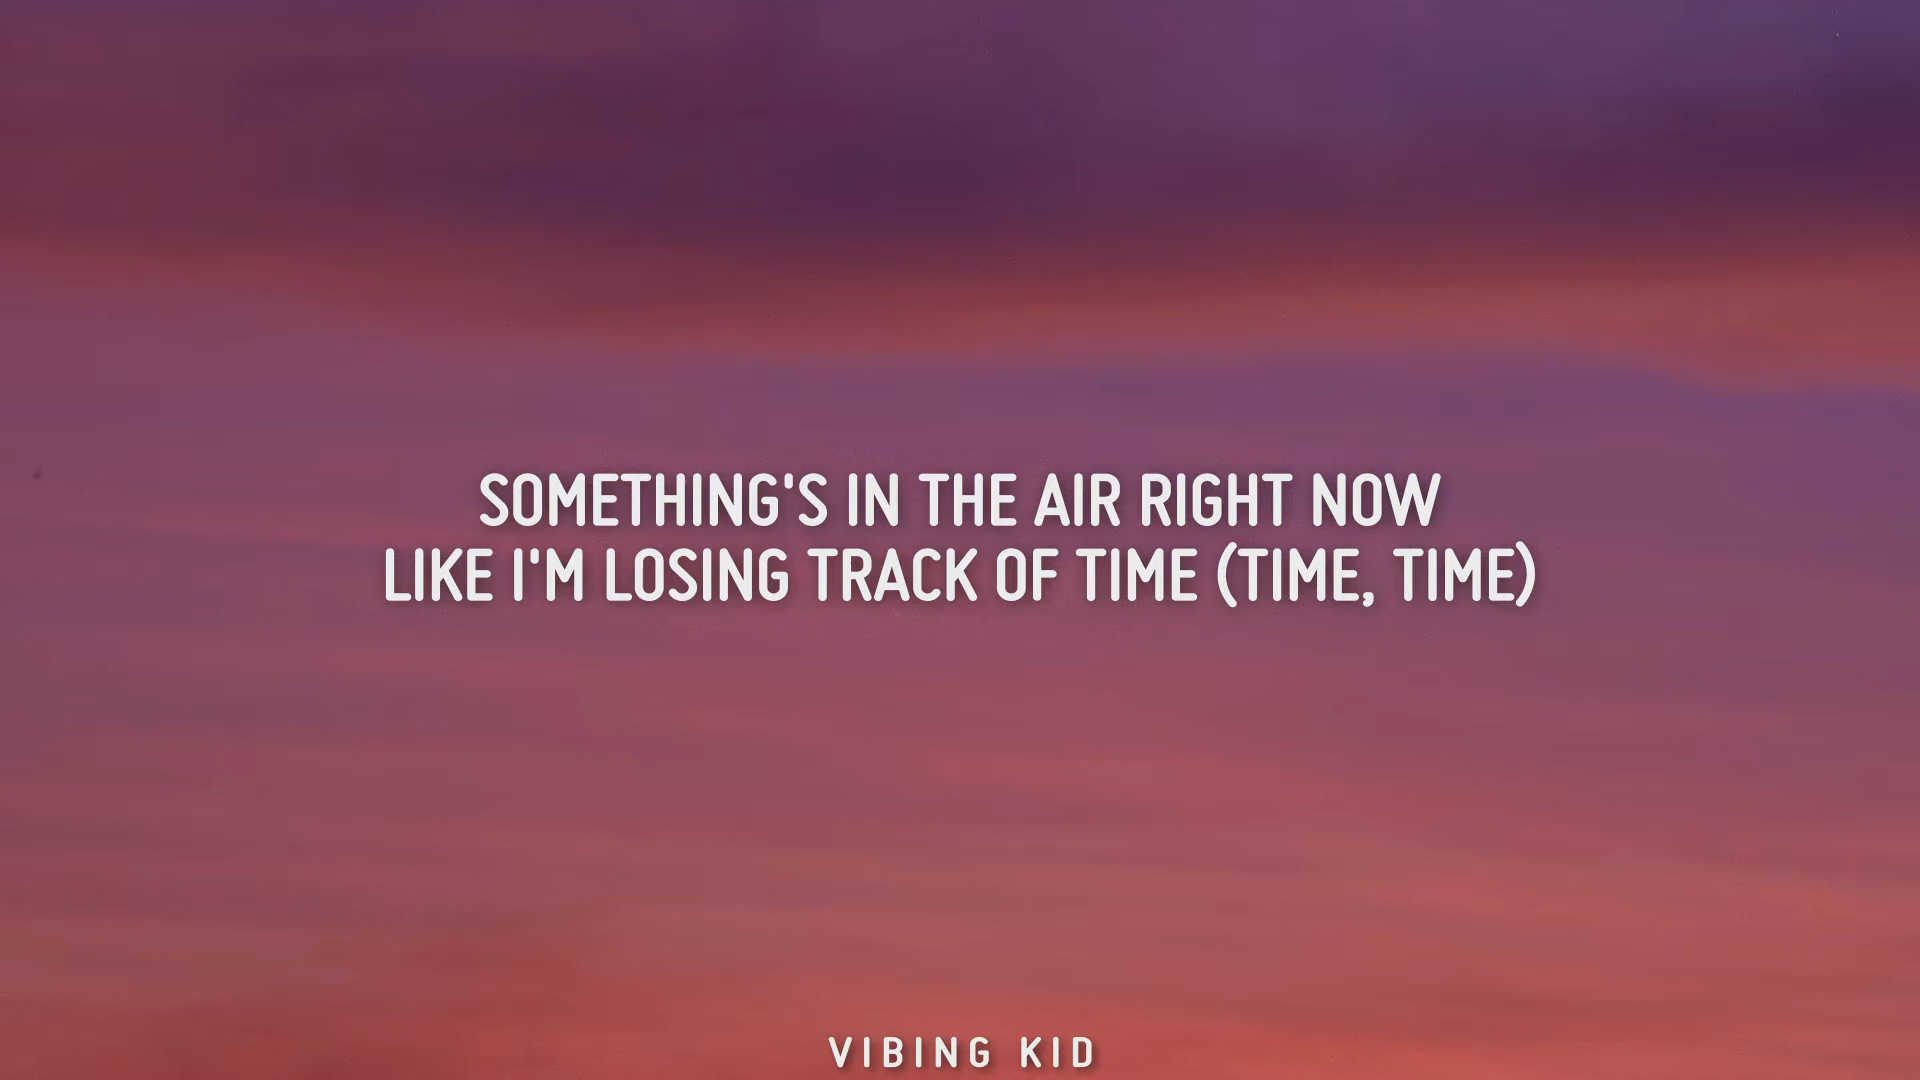 SOMETHING'S IN THE AIR RIGHT NOW
LIKE I'M LOSING TRACK OF TIME (TIME, TIME)
VIBING KID